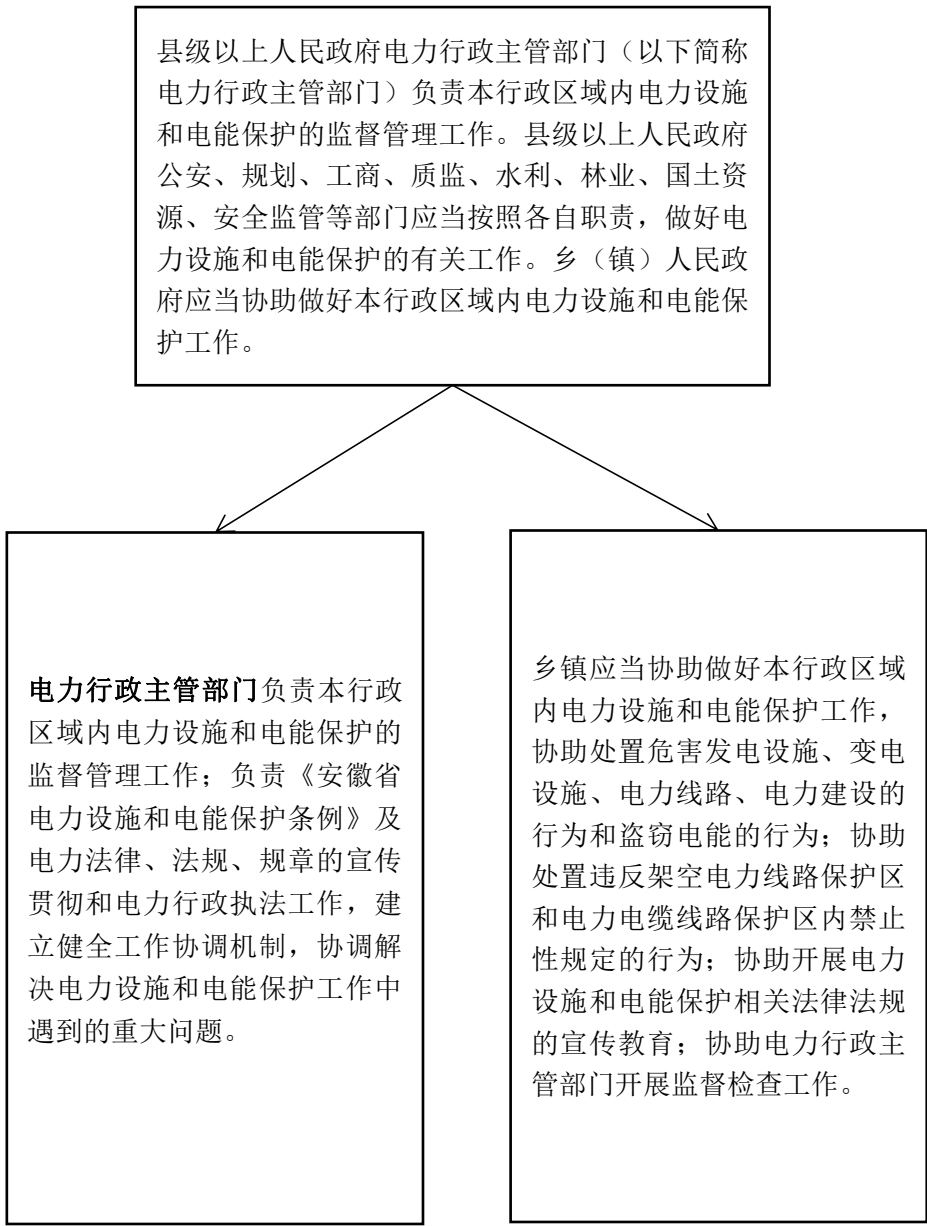 县级以上人民政府电力行政主管部门（以下简称
电力行政主管部门）负责本行政区域内电力设施
和电能保护的监督管理工作。县级以上人民政府
公安、规划、工商、质监、水利、林业、国土资
源、安全监管等部门应当按照各自职责，做好电
力设施和电能保护的有关工作。乡（镇）人民政
府应当协助做好本行政区域内电力设施和电能保
护工作。
电力行政主管部门负责本行政
区域内电力设施和电能保护的
监督管理工作；负责《安徽省
电力设施和电能保护条例》及
电力法律、法规、规章的宣传
贯彻和电力行政执法工作，建
立健全工作协调机制，协调解
决电力设施和电能保护工作中
遇到的重大问题。
乡镇应当协助做好本行政区域
内电力设施和电能保护工作，
协助处置危害发电设施、变电
设施、电力线路、电力建设的
行为和盗窃电能的行为；协助
处置违反架空电力线路保护区
和电力电缆线路保护区内禁止
性规定的行为；协助开展电力
设施和电能保护相关法律法规
的宣传教育；协助电力行政主
管部门开展监督检查工作。